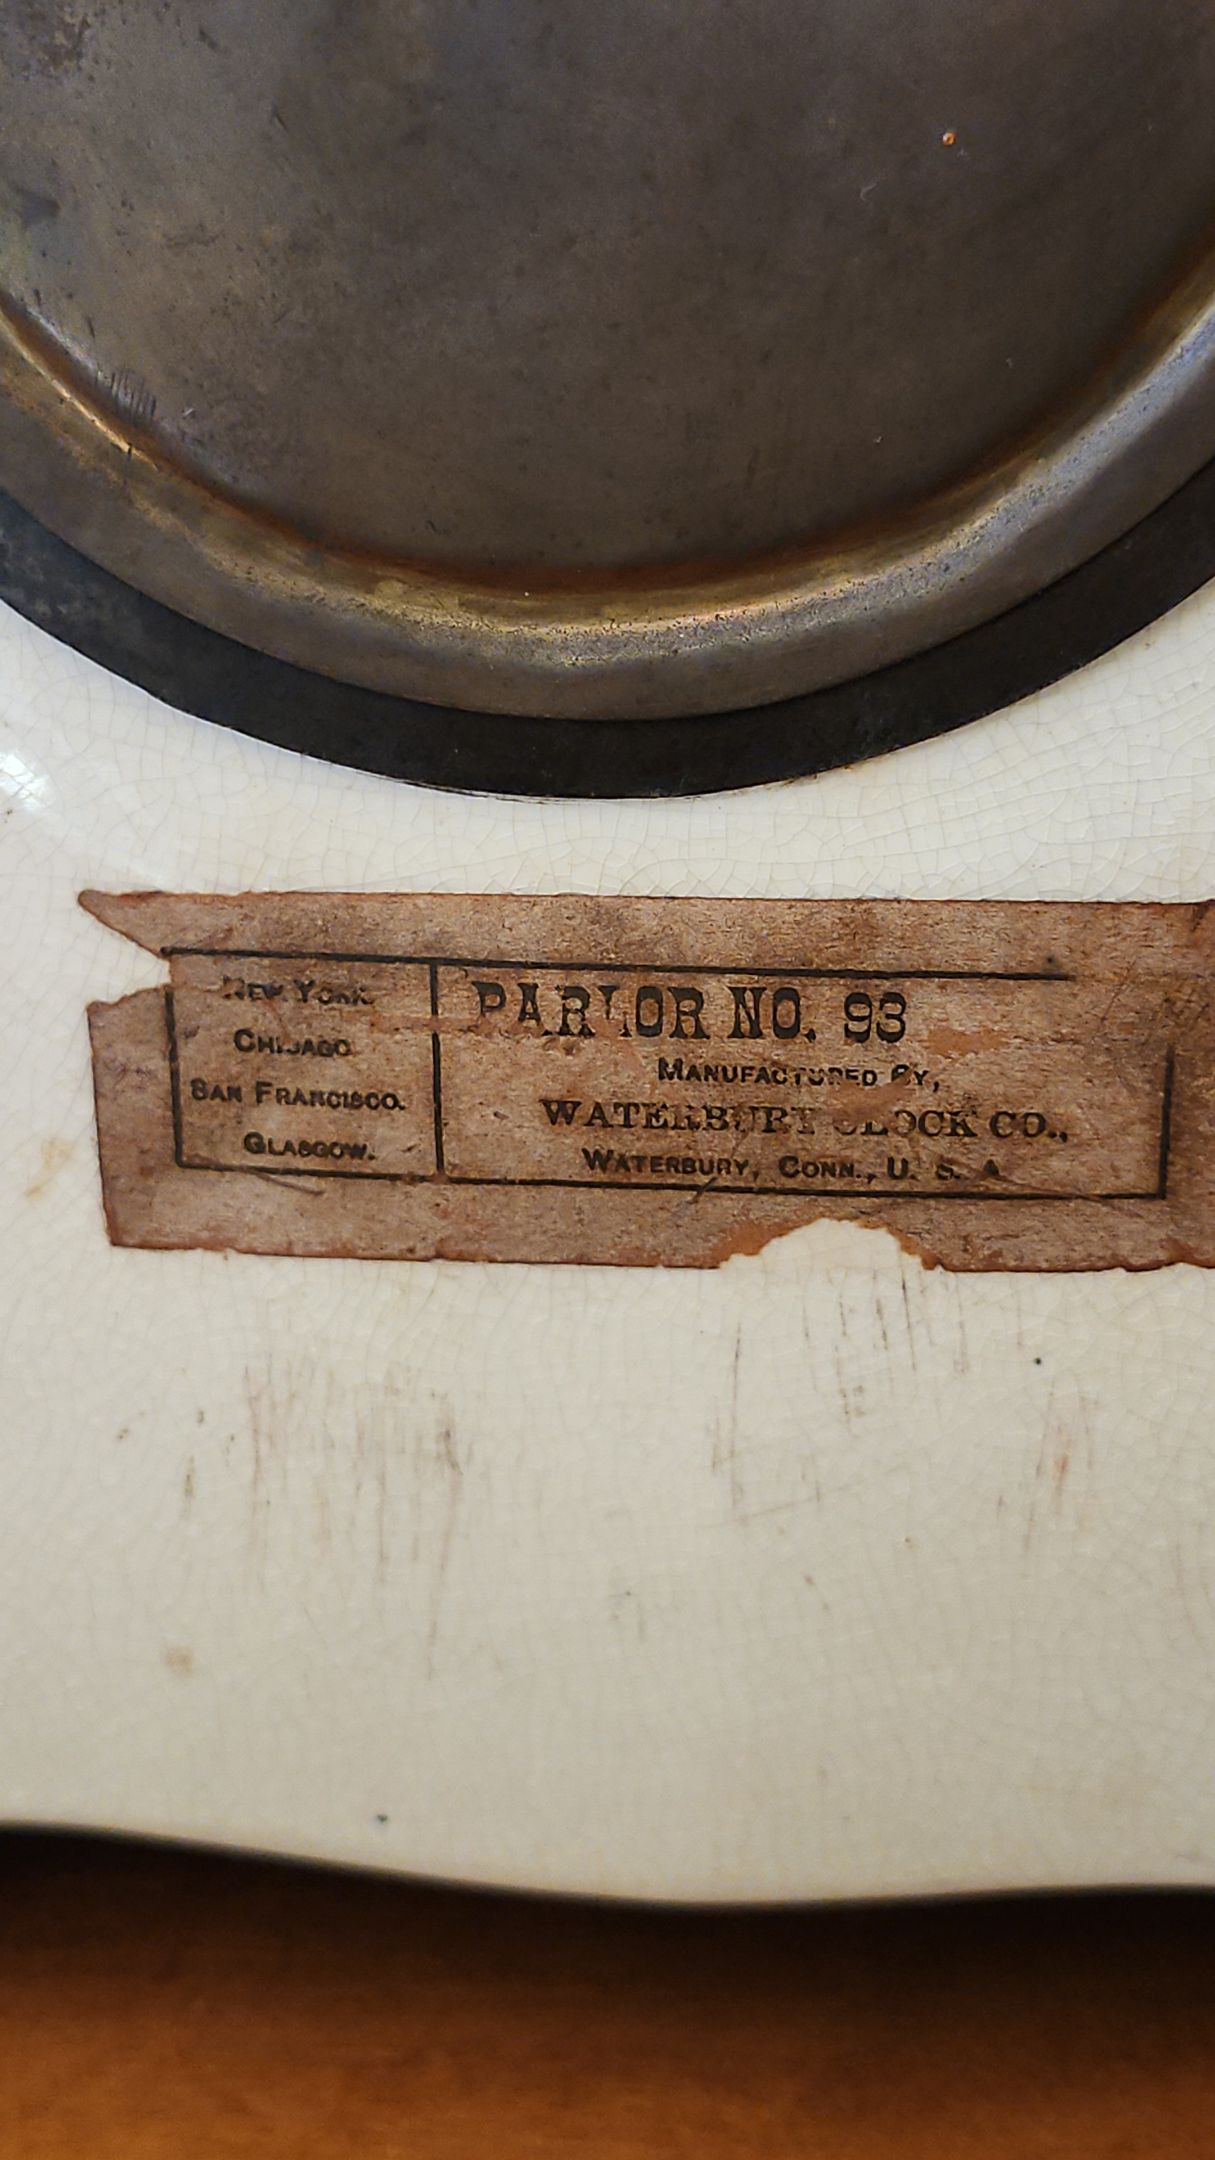 NEW YORK.
CHICAGO.
SAN FRANCISCO.
GLASGOW.
PARLOR NO. 93
MANUFACTURED BY,
WATERBURY CLOCK CO.,
WATERBURY, CONN., U. S. A